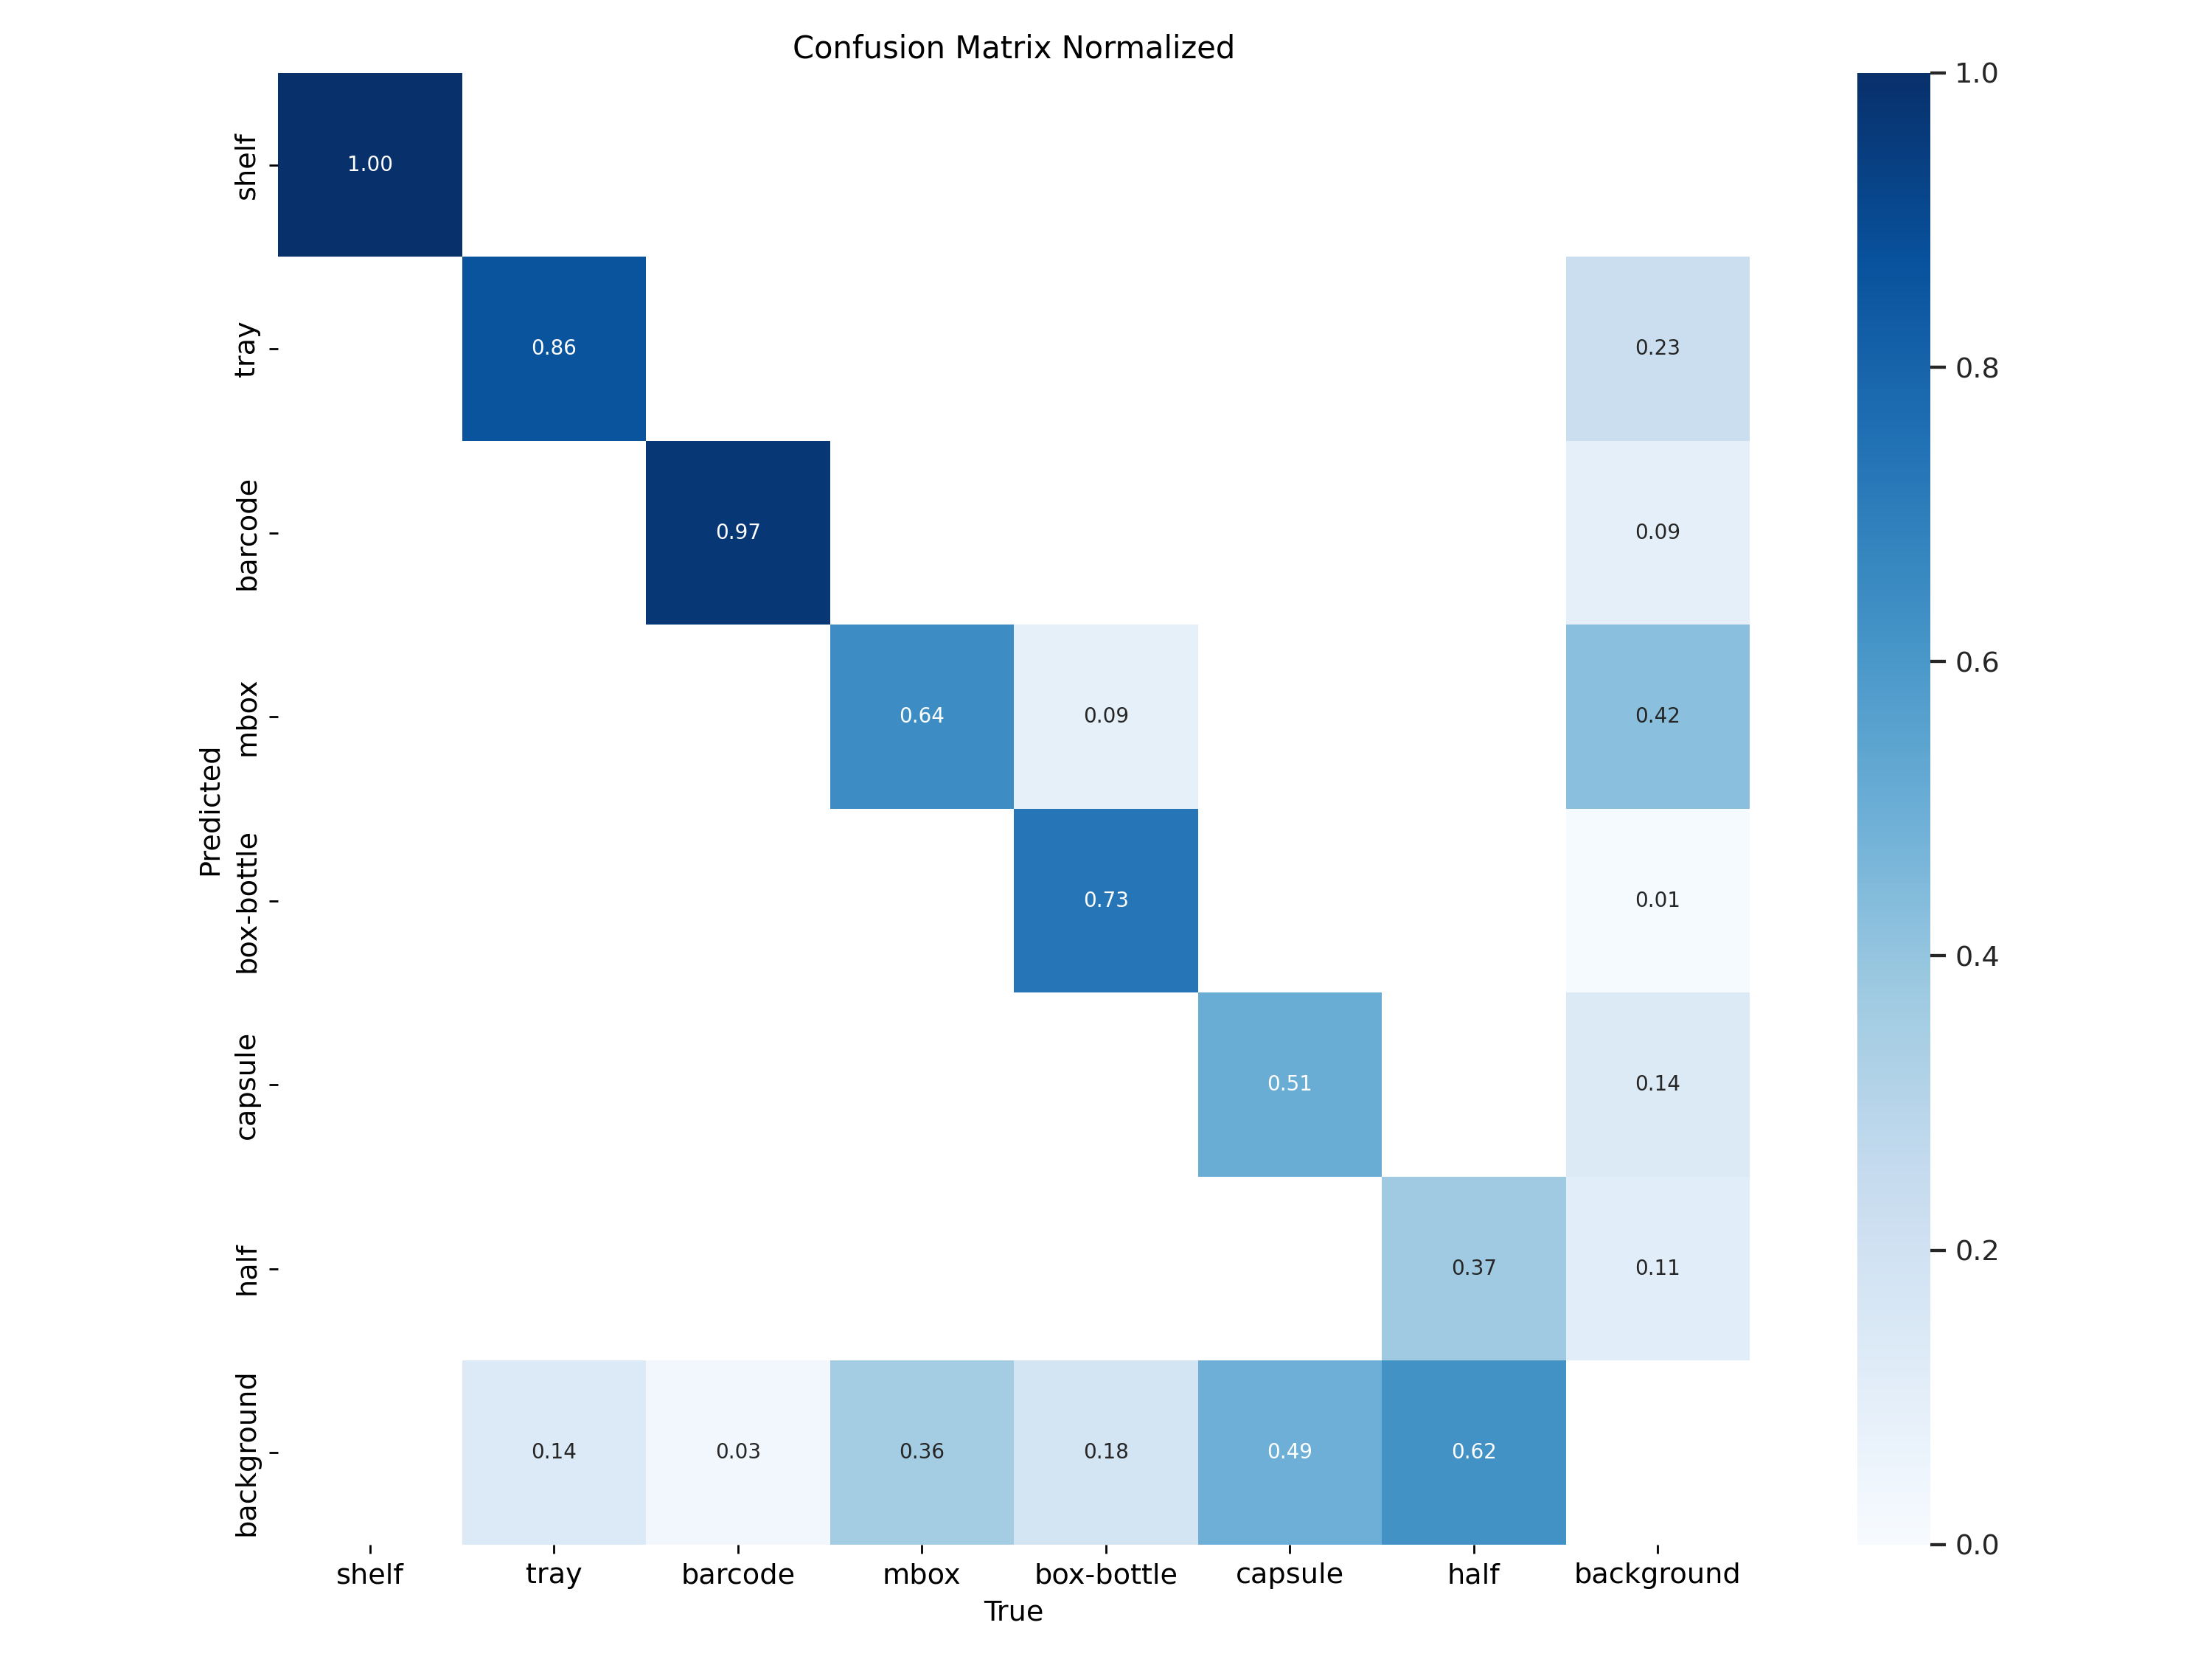 Confusion Matrix Normalized
shelf
1.00
tray
0.86
0.23
barcode
0.97
0.09
mbox
0.64
0.09
0.42
box-bottle
0.73
0.01
capsule
0.51
0.14
half
0.37
0.11
background
0.14
0.03
0.36
0.18
0.49
0.62
Predicted
shelf
tray
barcode
mbox
box-bottle
capsule
half
background
True
1.0
0.8
0.6
0.4
0.2
0.0